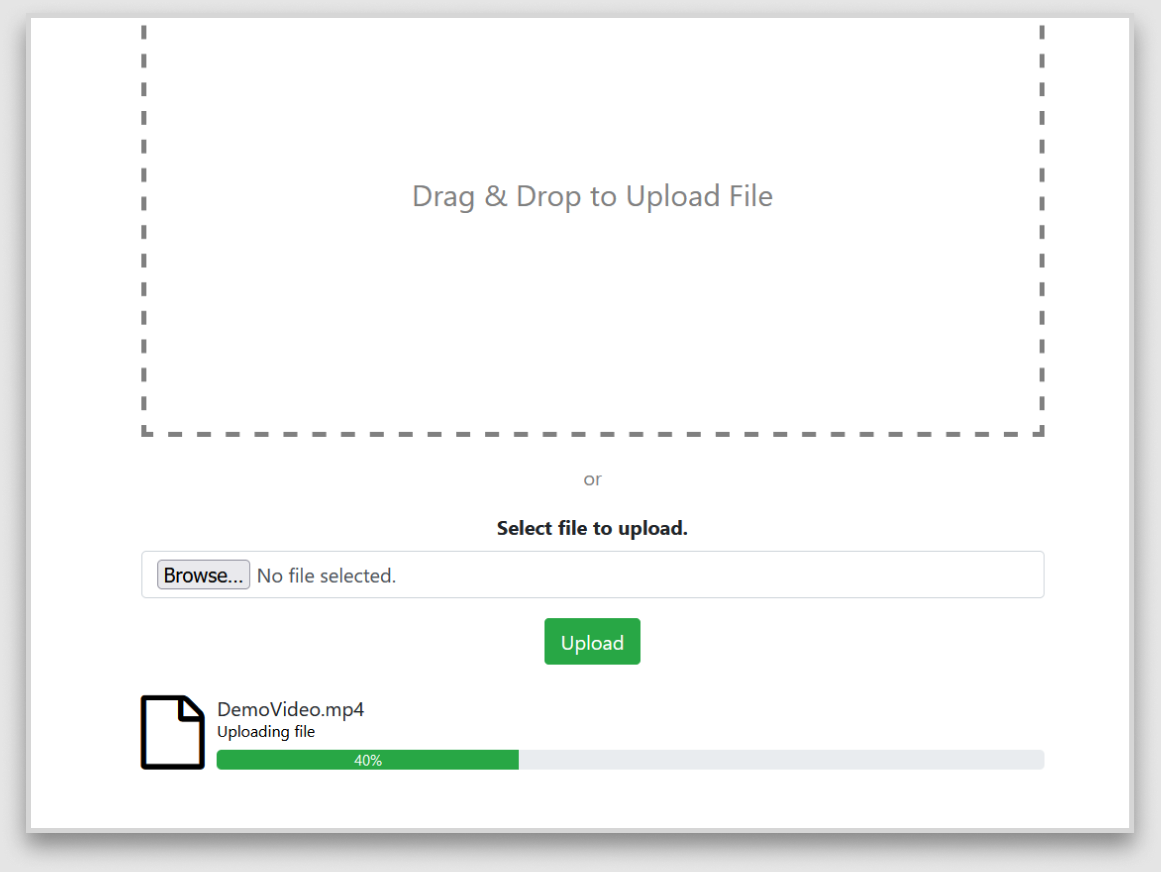 Drag & Drop to Upload File
or
Select file to upload.
Browse... No file selected.
Upload
DemoVideo.mp4
Uploading file
40%